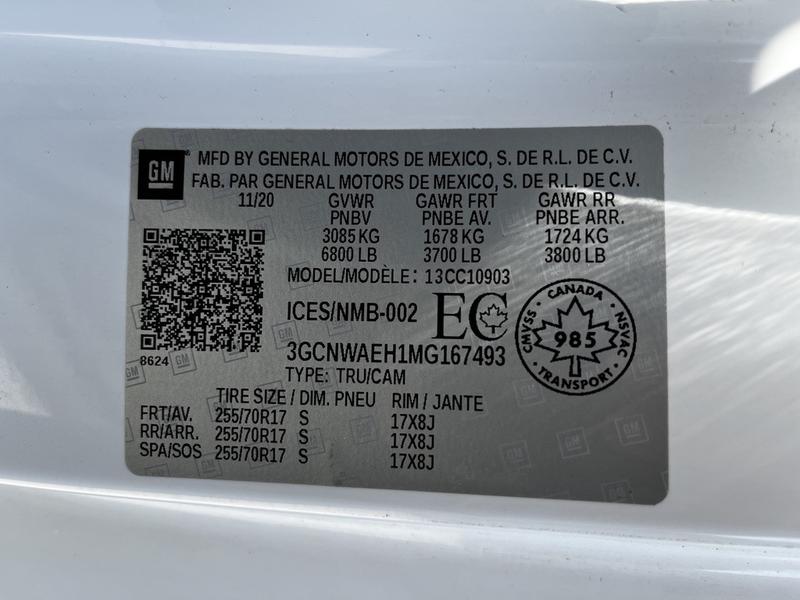 GM
MFD BY GENERAL MOTORS DE MEXICO, S. DE R.L. DE C.V.
FAB. PAR GENERAL MOTORS DE MEXICO, S. DE R.L. DE C.V.
11/20 GVWR GAWR FRT GAWR RR
PNBV PNBE AV. PNBE ARR.
3085 KG 1678 KG 1724 KG
6800 LB 3700 LB 3800 LB
MODEL/MODÈLE: 13CC10903
ICES/NMB-002 EC
CANADA CMVSS NSVAC TRANSPORT 985
8624
3GCNWAEH1MG167493
TYPE: TRU/CAM
TIRE SIZE / DIM. PNEU RIM / JANTE
FRT/AV. 255/70R17 S 17X8J
RR/ARR. 255/70R17 S 17X8J
SPA/SOS 255/70R17 S 17X8J